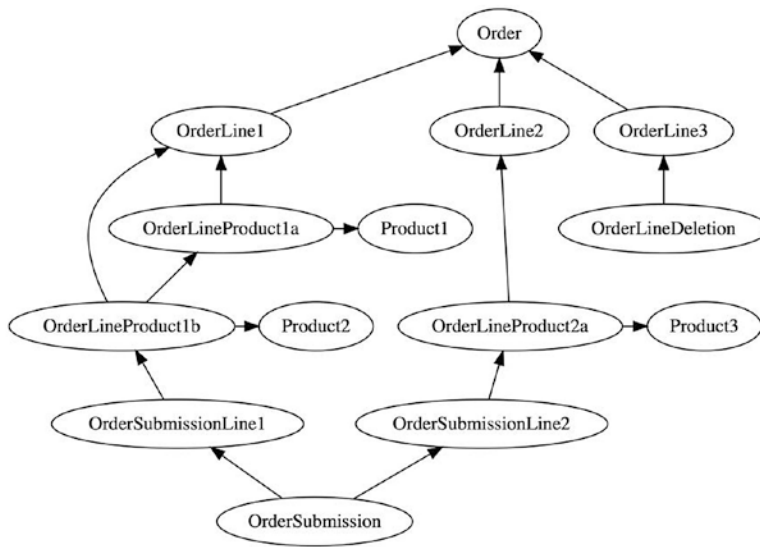 Order
OrderLine1
OrderLine2
OrderLine3
OrderLineProduct1a
Product1
OrderLineDeletion
OrderLineProduct1b
Product2
OrderLineProduct2a
Product3
OrderSubmissionLine1
OrderSubmissionLine2
OrderSubmission